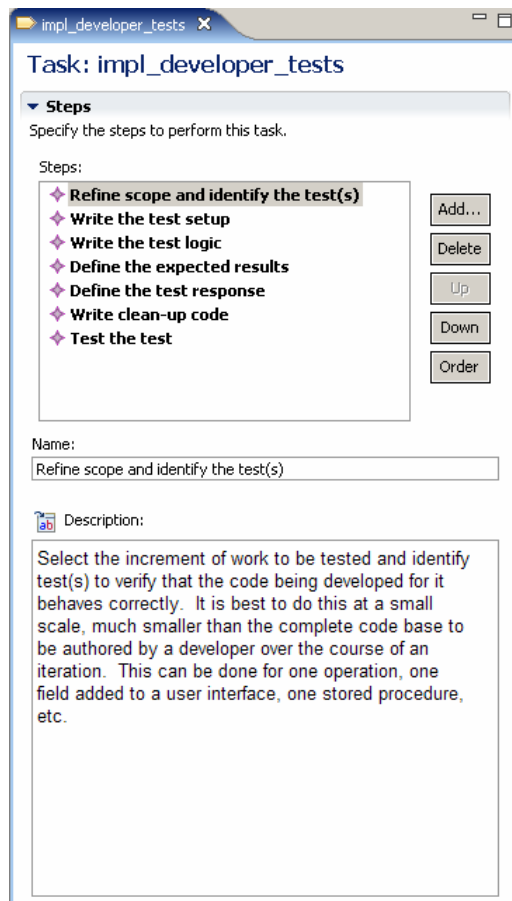 impl_developer_tests
Task: impl_developer_tests
Steps
Specify the steps to perform this task.
Steps:
Refine scope and identify the test(s)
Write the test setup
Write the test logic
Define the expected results
Define the test response
Write clean-up code
Test the test
Add...
Delete
Up
Down
Order
Name:
Refine scope and identify the test(s)
ab
Description:
Select the increment of work to be tested and identify
test(s) to verify that the code being developed for it
behaves correctly.  It is best to do this at a small
scale, much smaller than the complete code base to
be authored by a developer over the course of an
iteration.  This can be done for one operation, one
field added to a user interface, one stored procedure,
etc.